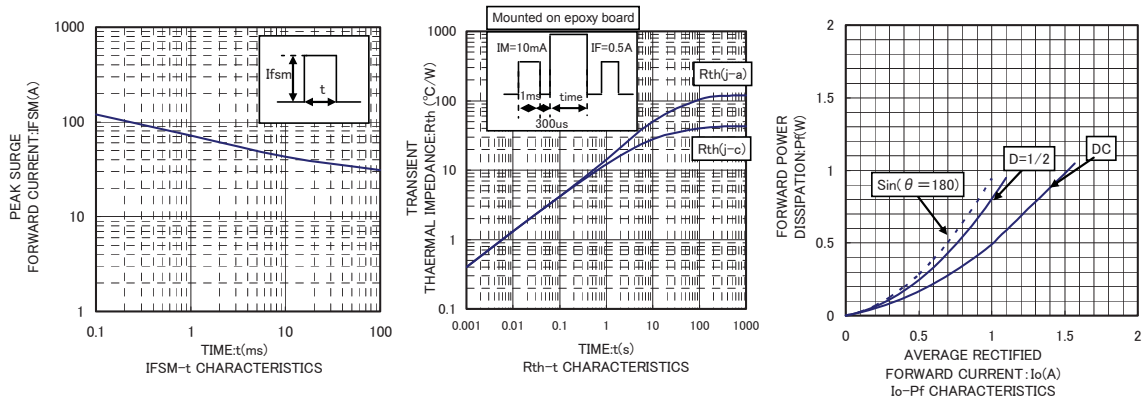 1000
100
10
1
0.1
1
10
100
PEAK SURGE
FORWARD CURRENT:IFSM(A)
Ifsm
t
TIME:t(ms)
IFSM-t CHARACTERISTICS
Mounted on epoxy board
IM=10mA
IF=0.5A
1ms
time
300us
Rth(j-a)
Rth(j-c)
1000
100
10
1
0.1
0.001
0.01
0.1
1
10
100
1000
TRANSIENT
THAERMAL IMPEDANCE:Rth (℃/W)
TIME:t(s)
Rth-t CHARACTERISTICS
2
1.5
1
0.5
0
0
0.5
1
1.5
2
FORWARD POWER
DISSIPATION:Pf(W)
Sin(θ=180)
D=1/2
DC
AVERAGE RECTIFIED
FORWARD CURRENT:Io(A)
Io-Pf CHARACTERISTICS